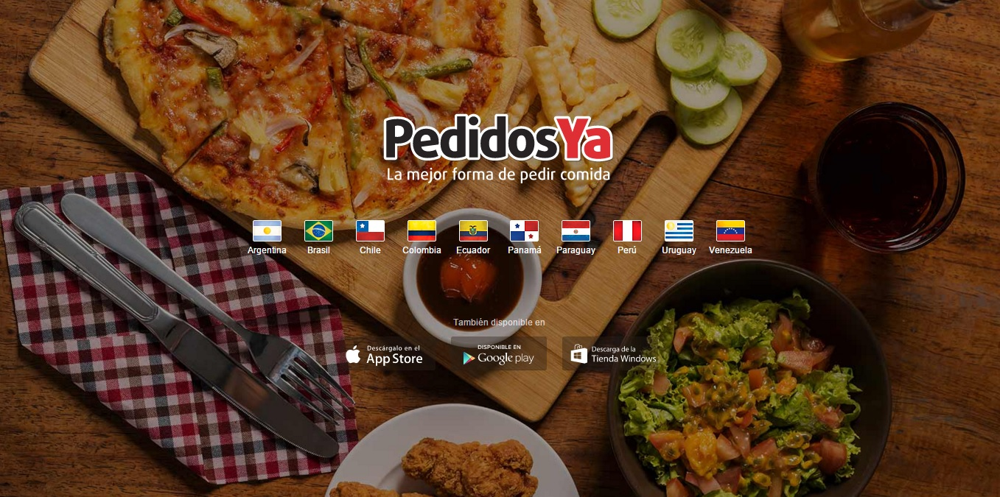 PedidosYa
La mejor forma de pedir comida
Argentina
Brasil
Chile
Colombia
Ecuador
Panamá
Paraguay
Perú
Uruguay
Venezuela
También disponible en
Descárgalo en el
App Store
DISPONIBLE EN
Google play
Descarga de la
Tienda Windows